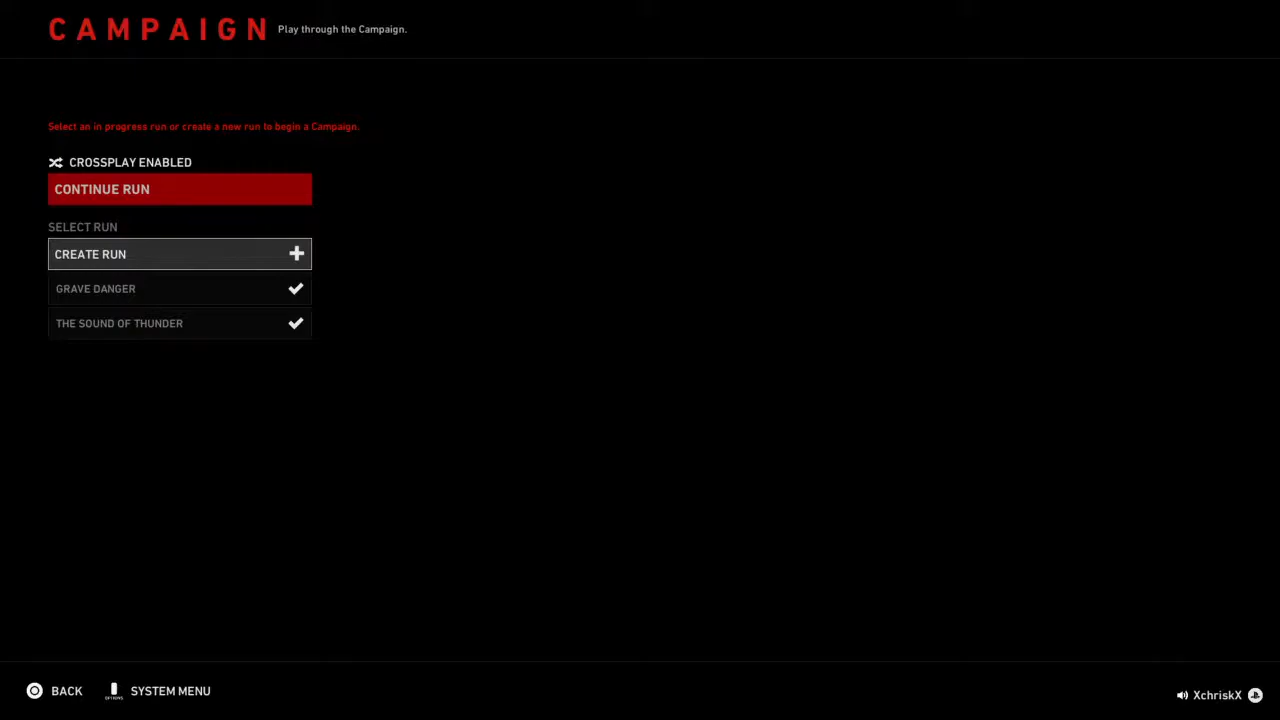 CAMPAIGN Play through the Campaign.
Select an in progress run or create a new run to begin a Campaign.
CROSSPLAY ENABLED
CONTINUE RUN
SELECT RUN
CREATE RUN
GRAVE DANGER
THE SOUND OF THUNDER
BACK OPTIONS SYSTEM MENU
XchriskX